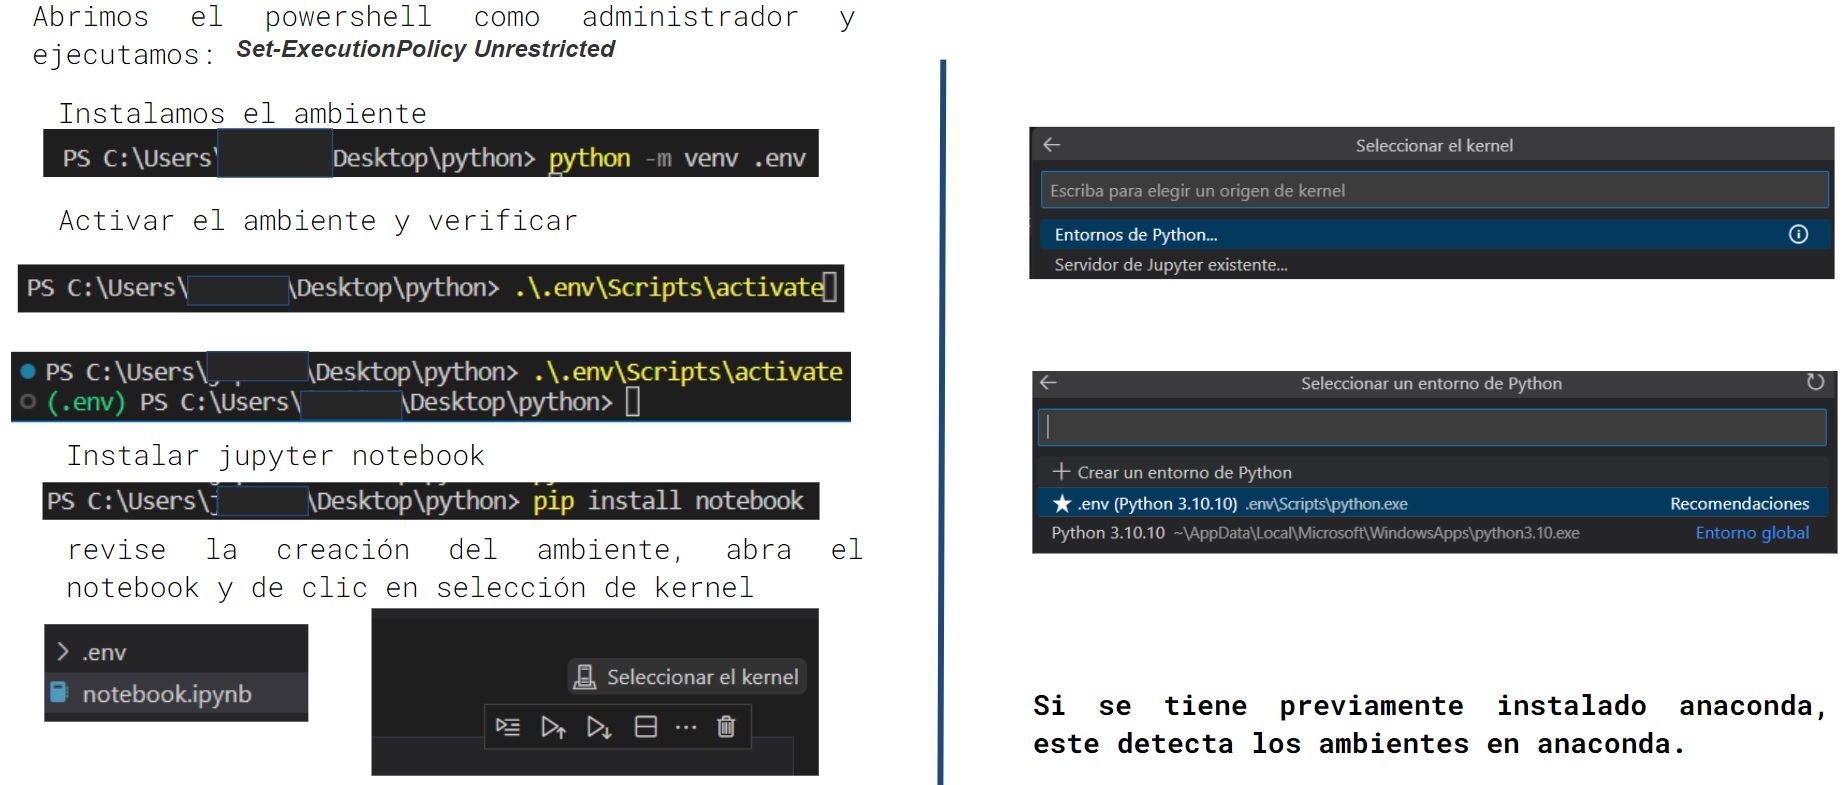 Abrimos el powershell como administrador y
ejecutamos: Set-ExecutionPolicy Unrestricted
Instalamos el ambiente
PS C:\Users\ Desktop\python> python -m venv .env
Activar el ambiente y verificar
PS C:\Users\ \Desktop\python> .\.env\Scripts\activate
PS C:\Users\ \Desktop\python> .\.env\Scripts\activate
(.env) PS C:\Users\ \Desktop\python>
Instalar jupyter notebook
PS C:\Users\ \Desktop\python> pip install notebook
revise la creación del ambiente, abra el
notebook y de clic en selección de kernel
.env
notebook.ipynb
Seleccionar el kernel
Seleccionar el kernel
Escriba para elegir un origen de kernel
Entornos de Python...
Servidor de Jupyter existente...
Seleccionar un entorno de Python
Crear un entorno de Python
.env (Python 3.10.10) .env\Scripts\python.exe Recomendaciones
Python 3.10.10 ~\AppData\Local\Microsoft\WindowsApps\python3.10.exe Entorno global
Si se tiene previamente instalado anaconda,
este detecta los ambientes en anaconda.